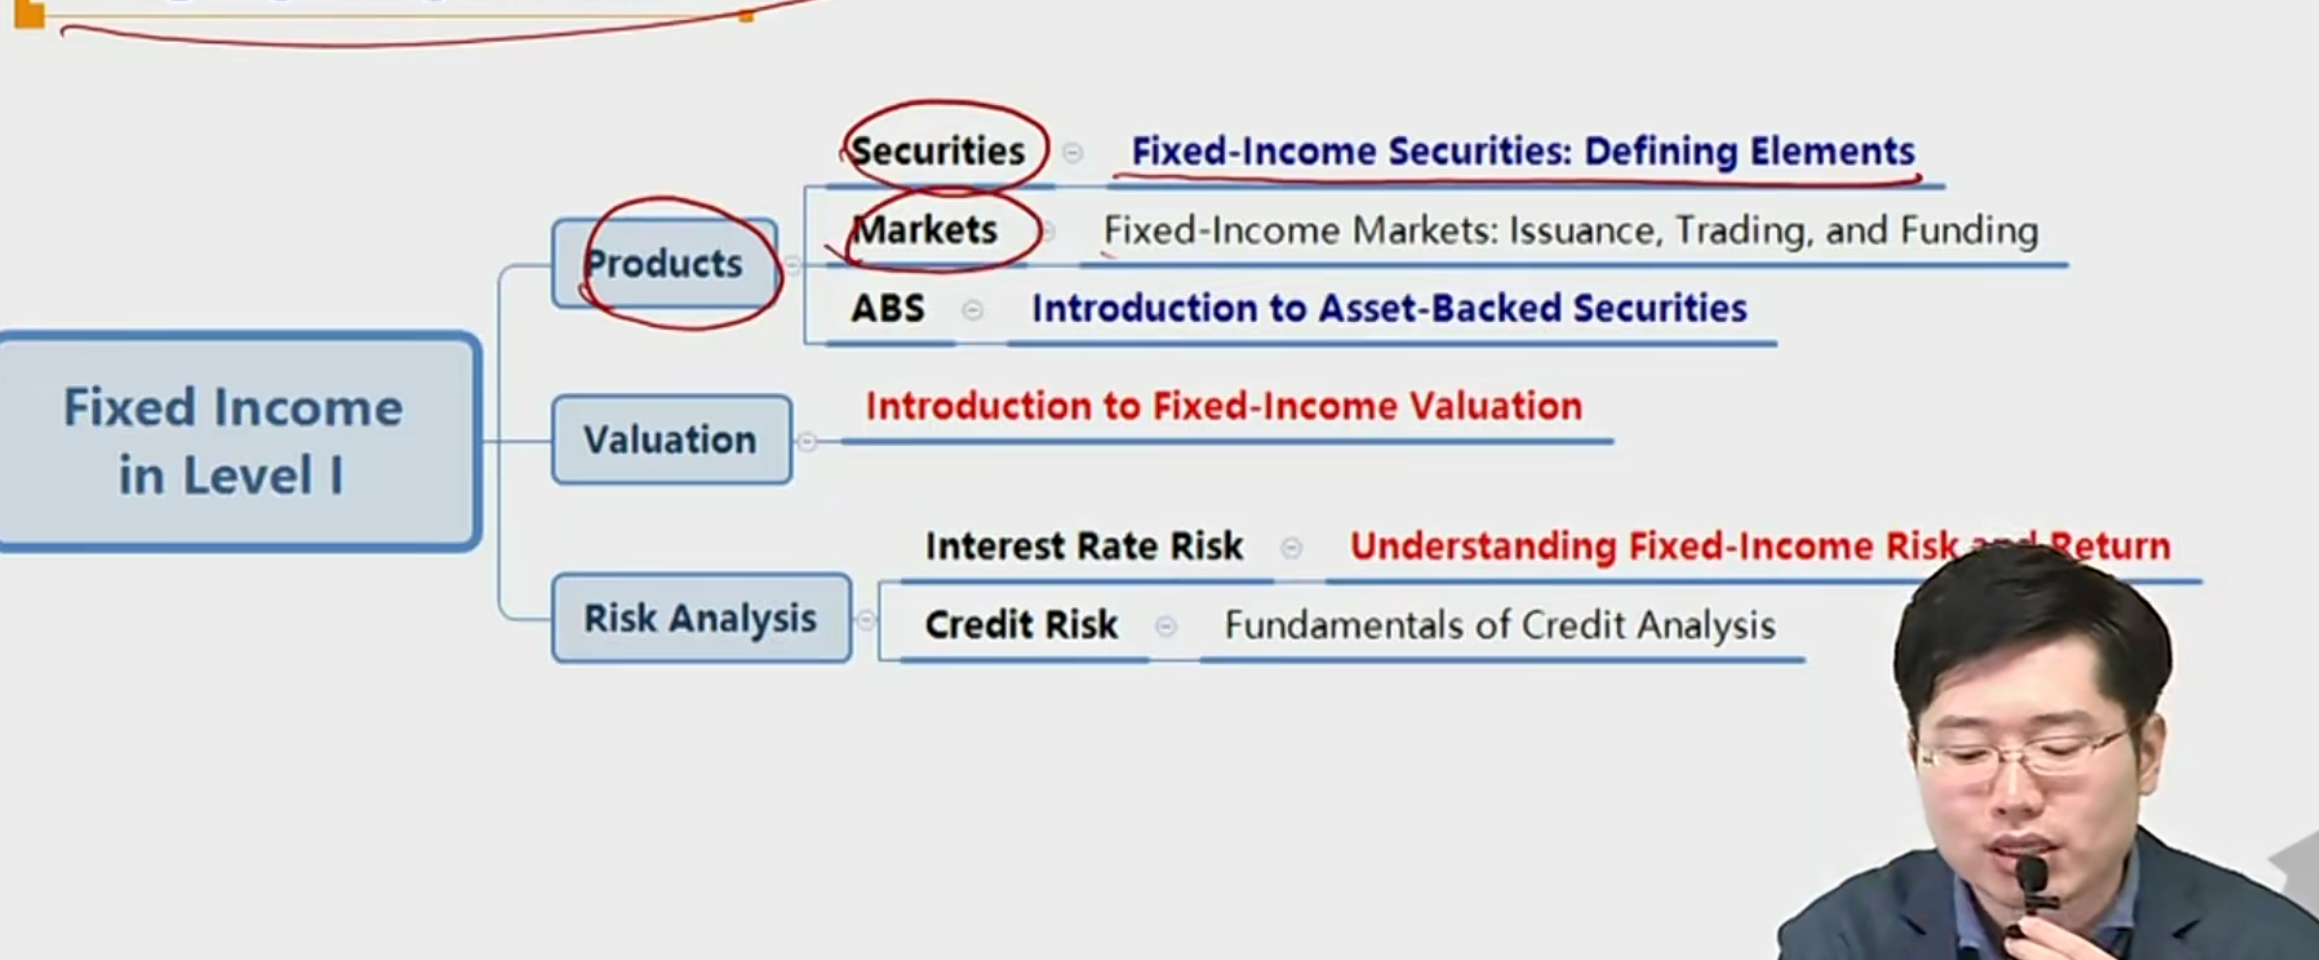 Securities
Fixed-Income Securities: Defining Elements
Products
Markets
Fixed-Income Markets: Issuance, Trading, and Funding
ABS
Introduction to Asset-Backed Securities
Fixed Income
in Level I
Valuation
Introduction to Fixed-Income Valuation
Risk Analysis
Interest Rate Risk
Understanding Fixed-Income Risk and Return
Credit Risk
Fundamentals of Credit Analysis